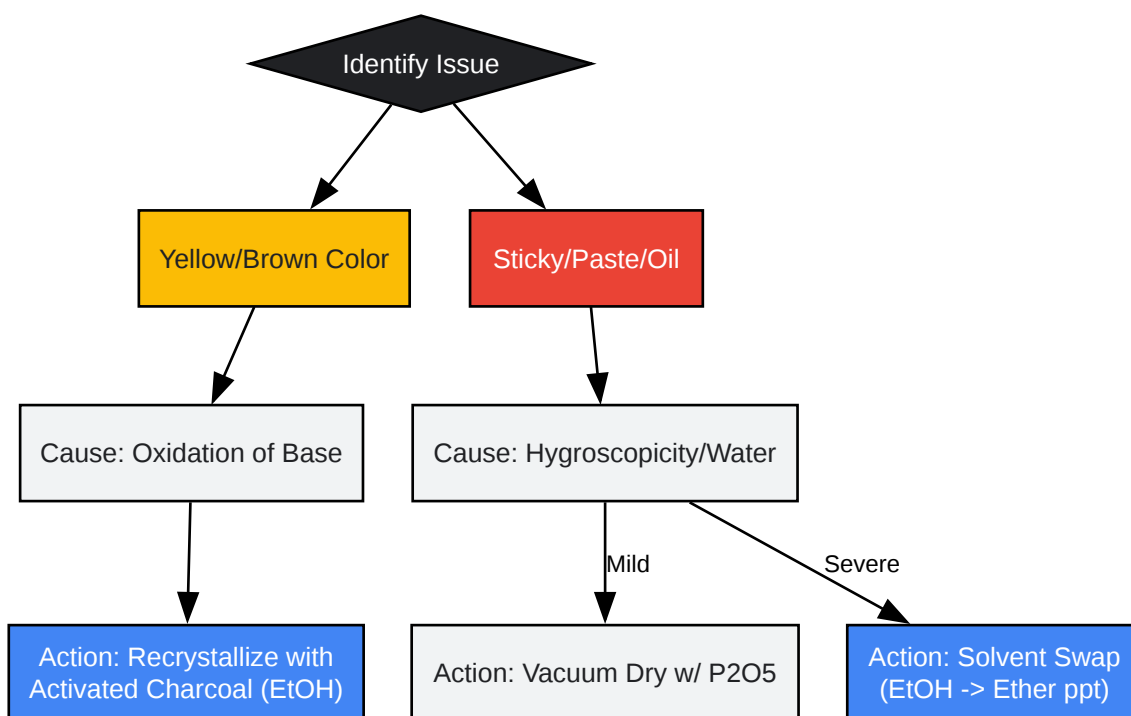 Identify Issue
Yellow/Brown Color
Sticky/Paste/Oil
Cause: Oxidation of Base
Cause: Hygroscopicity/Water
Mild
Severe
Action: Recrystallize with
Activated Charcoal (EtOH)
Action: Vacuum Dry w/ P2O5
Action: Solvent Swap
(EtOH -> Ether ppt)